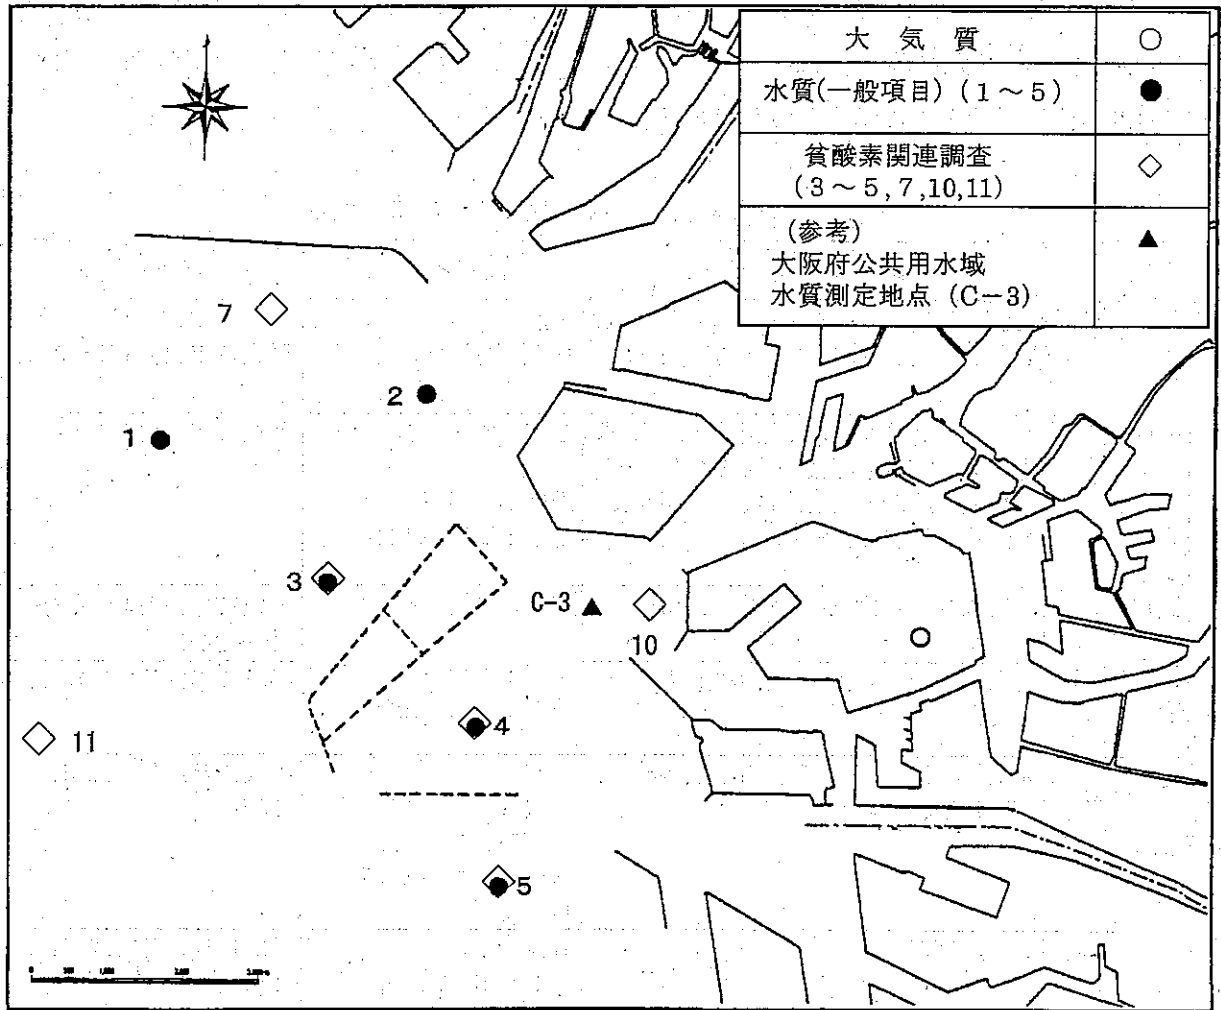 大気質
水質(一般項目)(1～5)
貧酸素関連調査
(3～5,7,10,11)
(参考)
大阪府公共用水域
水質測定地点(C-3)
7
2
1
3
C-3
10
4
11
5